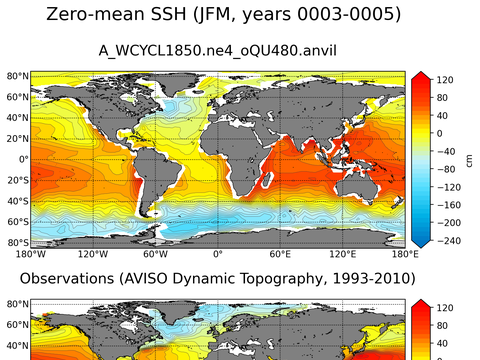 Zero-mean SSH (JFM, years 0003-0005)
A_WCYCL1850.ne4_oQU480.anvil
80°N
60°N
40°N
20°N
0°
20°S
40°S
60°S
80°S
180°W 120°W 60°W 0° 60°E 120°E 180°E
120
80
40
0
−40
−80
−120
−160
−200
−240
cm
Observations (AVISO Dynamic Topography, 1993-2010)
80°N
60°N
40°N
120
80
40
0